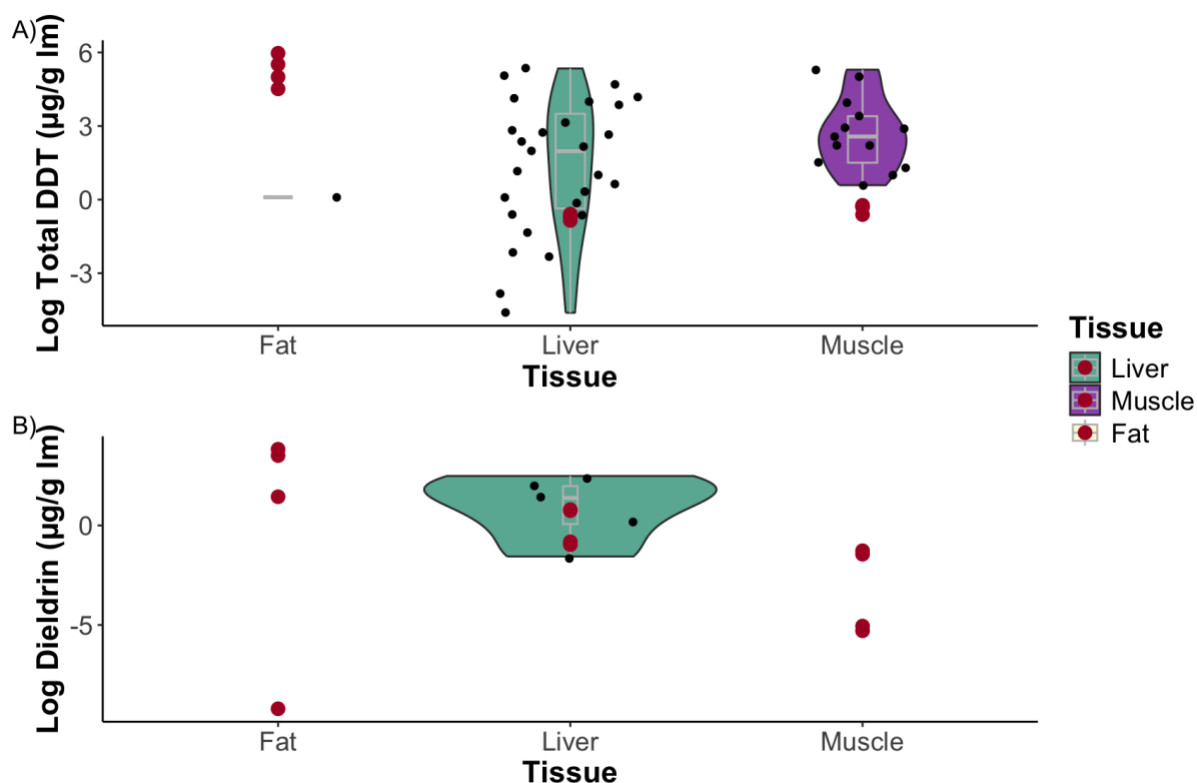 A)
Log Total DDT (µg/g lm)
6
3
0
-3
Fat
Liver
Muscle
Tissue
B)
Log Dieldrin (µg/g lm)
0
-5
Fat
Liver
Muscle
Tissue
Tissue
Liver
Muscle
Fat